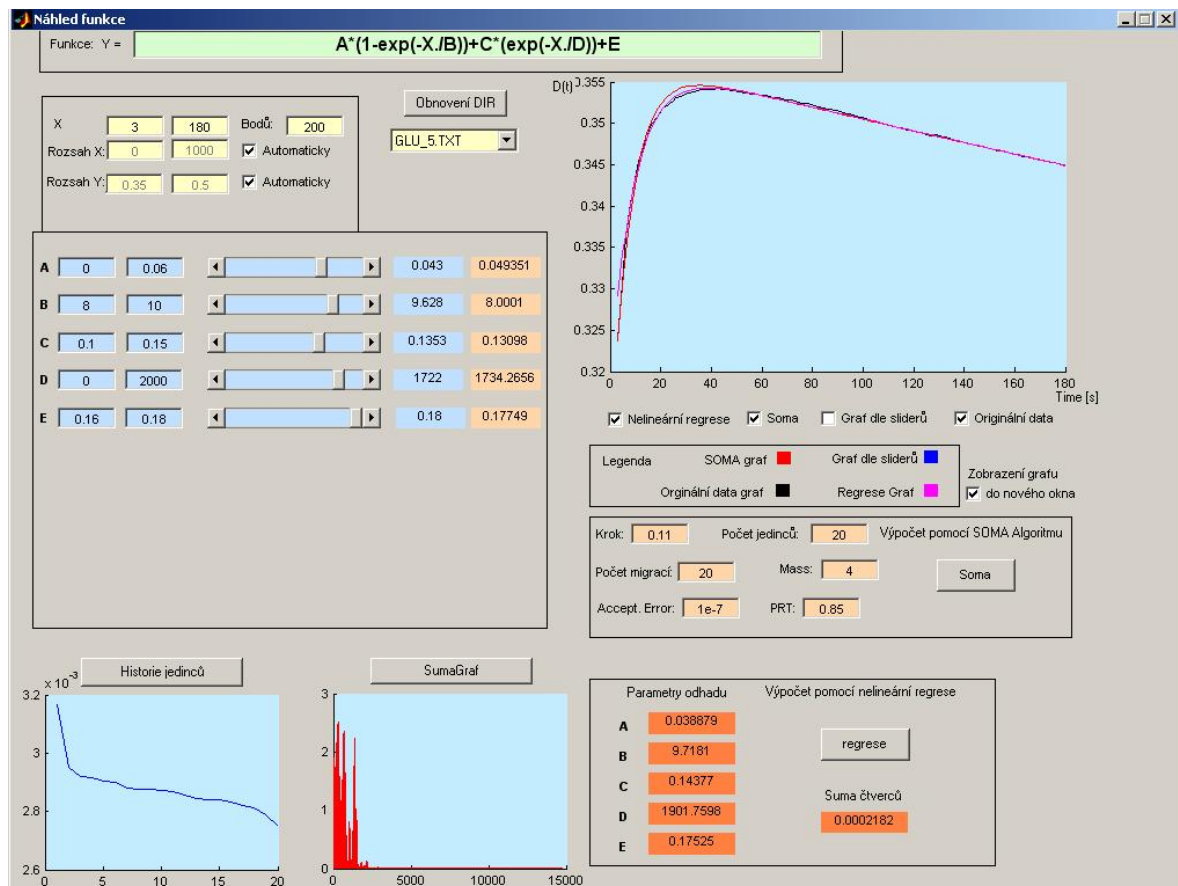 Náhled funkce
Funkce: Y = A*(1-exp(-X./B))+C*(exp(-X./D))+E
X 3 180 Bodů: 200
Rozsah X: 0 1000 Automaticky
Rozsah Y: 0.35 0.5 Automaticky
Obnovení DIR
GLU_5.TXT
A 0 0.06 0.043 0.049351
B 8 10 9.628 8.0001
C 0.1 0.15 0.1353 0.13098
D 0 2000 1722 1734.2656
E 0.16 0.18 0.18 0.17749
D(t)
0.355
0.35
0.345
0.34
0.335
0.33
0.325
0.32
0 20 40 60 80 100 120 140 160 180
Time [s]
Nelineární regrese Soma Graf dle sliderů Originální data
Legenda SOMA graf Graf dle sliderů
Orginální data graf Regrese Graf
Zobrazení grafu
do nového okna
Krok: 0.11 Počet jedinců: 20 Výpočet pomocí SOMA Algoritmu
Počet migrací: 20 Mass: 4 Soma
Accept. Error: 1e-7 PRT: 0.85
Historie jedinců
x 10-3
3.2
3
2.8
2.6
0 5 10 15 20
SumaGraf
3
2
1
0
0 5000 10000 15000
Parametry odhadu Výpočet pomocí nelineární regrese
A 0.038879
B 9.7181
C 0.14377
D 1901.7598
E 0.17525
regrese
Suma čtverců
0.0002182